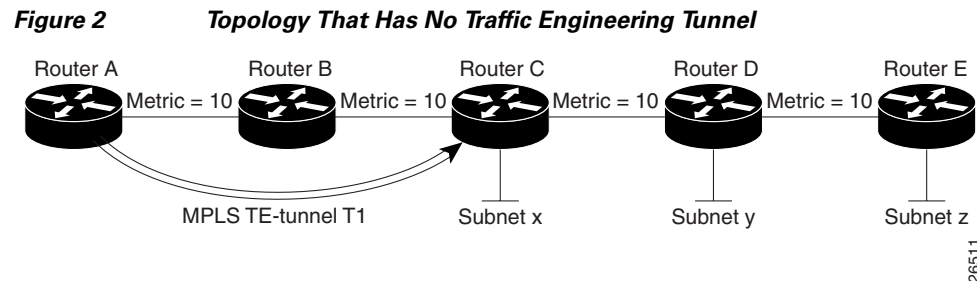 Figure 2 Topology That Has No Traffic Engineering Tunnel
Router A Router B Router C Router D Router E
Metric = 10 Metric = 10 Metric = 10 Metric = 10
MPLS TE-tunnel T1 Subnet x Subnet y Subnet z
26511